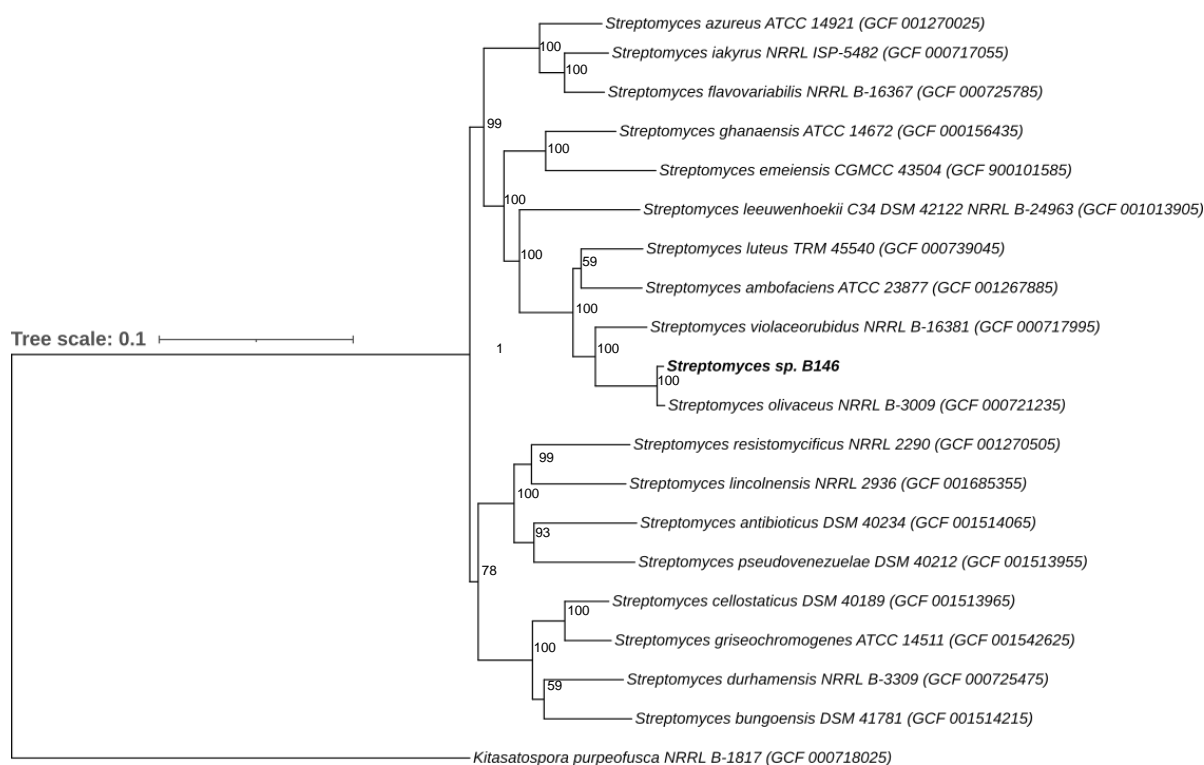 Streptomyces azureus ATCC 14921 (GCF 001270025)
100
Streptomyces iakyrus NRRL ISP-5482 (GCF 000717055)
100
Streptomyces flavovariabilis NRRL B-16367 (GCF 000725785)
99
Streptomyces ghanaensis ATCC 14672 (GCF 000156435)
100
Streptomyces emeiensis CGMCC 43504 (GCF 900101585)
100
Streptomyces leeuwenhoekii C34 DSM 42122 NRRL B-24963 (GCF 001013905)
100
Streptomyces luteus TRM 45540 (GCF 000739045)
59
Streptomyces ambofaciens ATCC 23877 (GCF 001267885)
100
Streptomyces violaceorubidus NRRL B-16381 (GCF 000717995)
Tree scale: 0.1
1
100
Streptomyces sp. B146
100
Streptomyces olivaceus NRRL B-3009 (GCF 000721235)
Streptomyces resistomycificus NRRL 2290 (GCF 001270505)
99
Streptomyces lincolnensis NRRL 2936 (GCF 001685355)
100
Streptomyces antibioticus DSM 40234 (GCF 001514065)
93
Streptomyces pseudovenezuelae DSM 40212 (GCF 001513955)
78
Streptomyces cellostaticus DSM 40189 (GCF 001513965)
100
Streptomyces griseochromogenes ATCC 14511 (GCF 001542625)
100
Streptomyces durhamensis NRRL B-3309 (GCF 000725475)
59
Streptomyces bungoensis DSM 41781 (GCF 001514215)
Kitasatospora purpeofusca NRRL B-1817 (GCF 000718025)